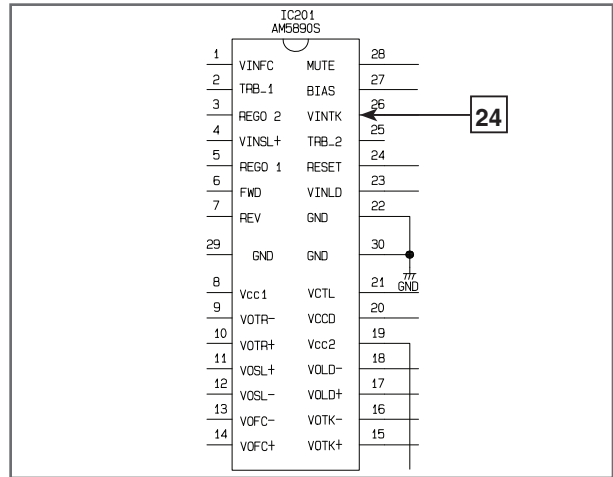 IC201
AM5890S
1 VINFC MUTE 28
2 TRB_1 BIAS 27
3 REGO 2 VINTK 26 24
4 VINSL+ TRB_2 25
5 REGO 1 RESET 24
6 FWD VINLD 23
7 REV GND 22
29 GND GND 30
GND
8 Vcc1 VCTL 21
9 VOTR- VCCD 20
10 VOTR+ Vcc2 19
11 VOSL+ VOLD- 18
12 VOSL- VOLD+ 17
13 VOFC- VOTK- 16
14 VOFC+ VOTK+ 15